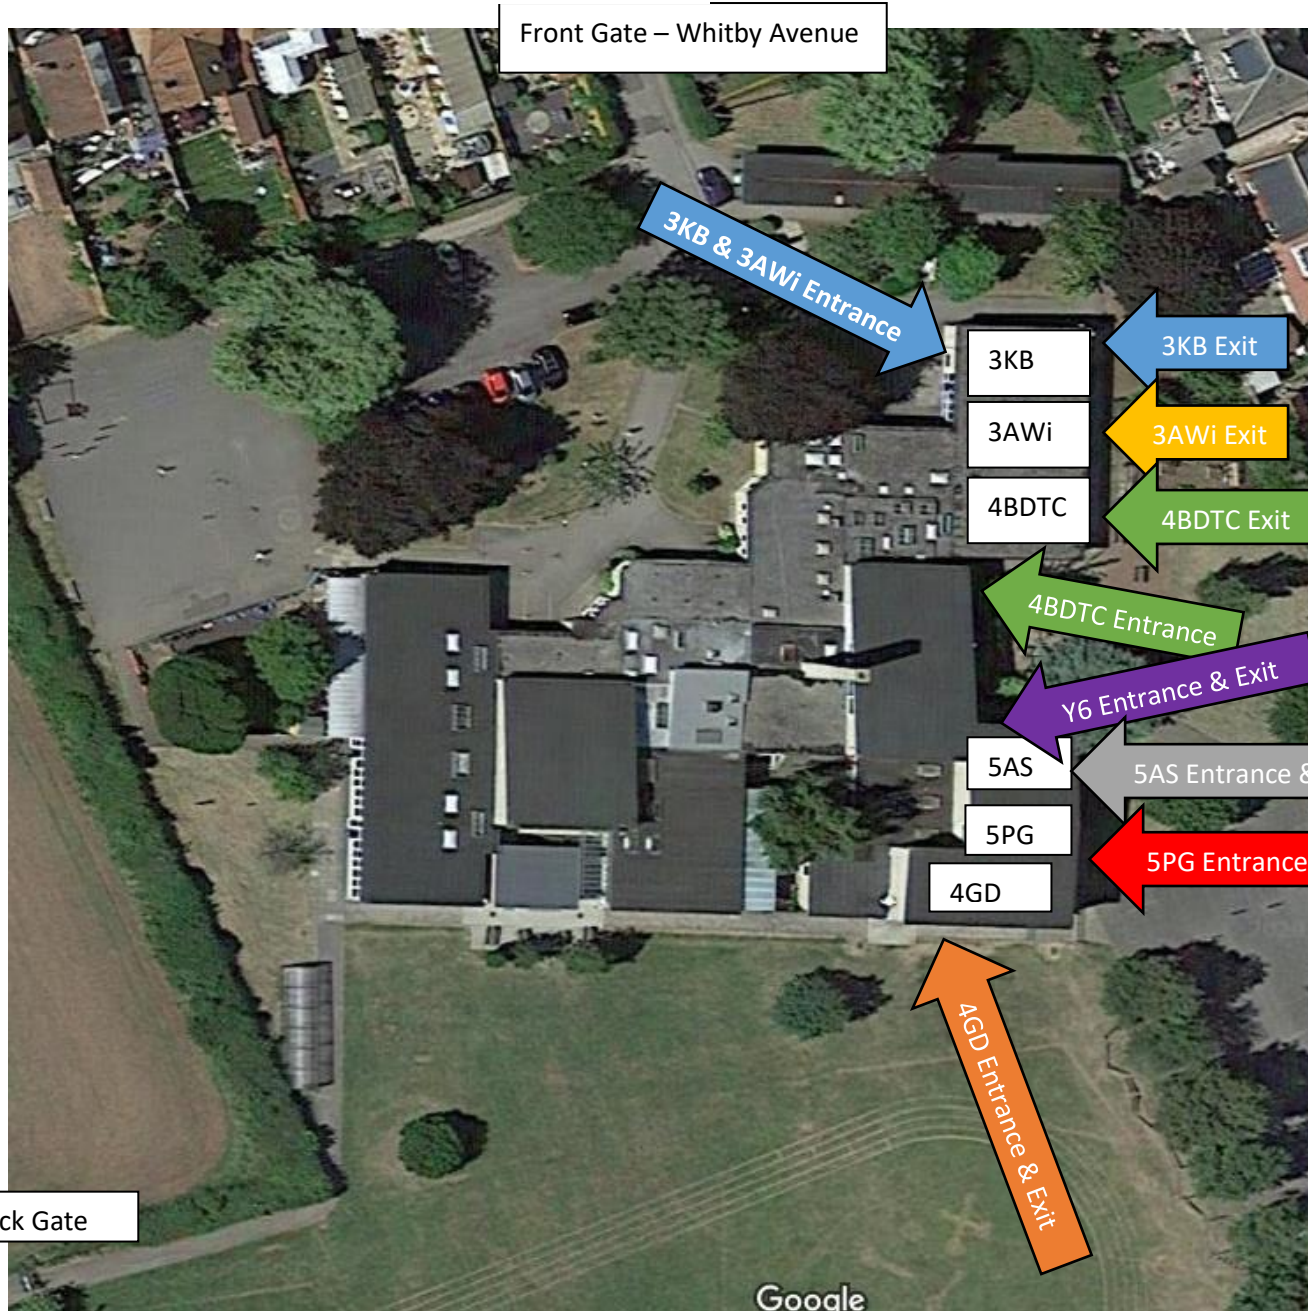 Front Gate – Whitby Avenue
3KB & 3AWi Entrance
3KB
3KB Exit
3AWi
3AWi Exit
4BDTC
4BDTC Exit
4BDTC Entrance
Y6 Entrance & Exit
5AS
5AS Entrance &
5PG
5PG Entrance
4GD
4GD Entrance & Exit
ck Gate
Google